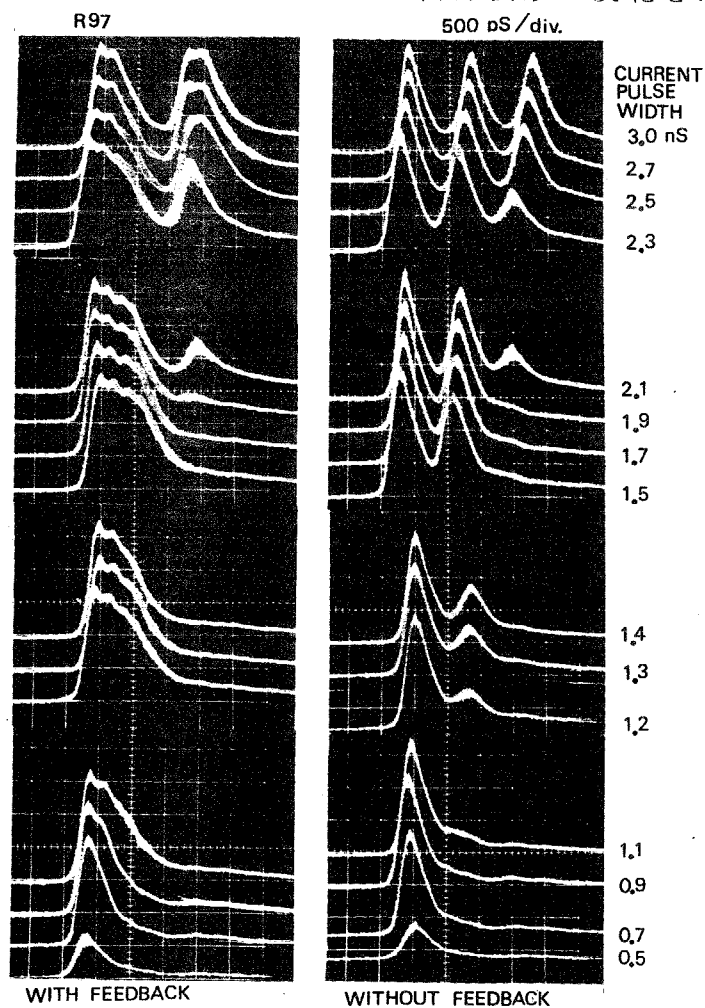 R97
500 pS/div.
CURRENT
PULSE
WIDTH
3.0 nS
2.7
2.5
2.3
2.1
1.9
1.7
1.5
1.4
1.3
1.2
1.1
0.9
0.7
0.5
WITH FEEDBACK
WITHOUT FEEDBACK